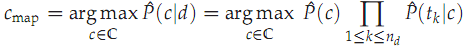 c_map = arg max_{c∈ℂ} P̂(c|d) = arg max_{c∈ℂ} P̂(c) ∏_{1≤k≤n_d} P̂(t_k|c)